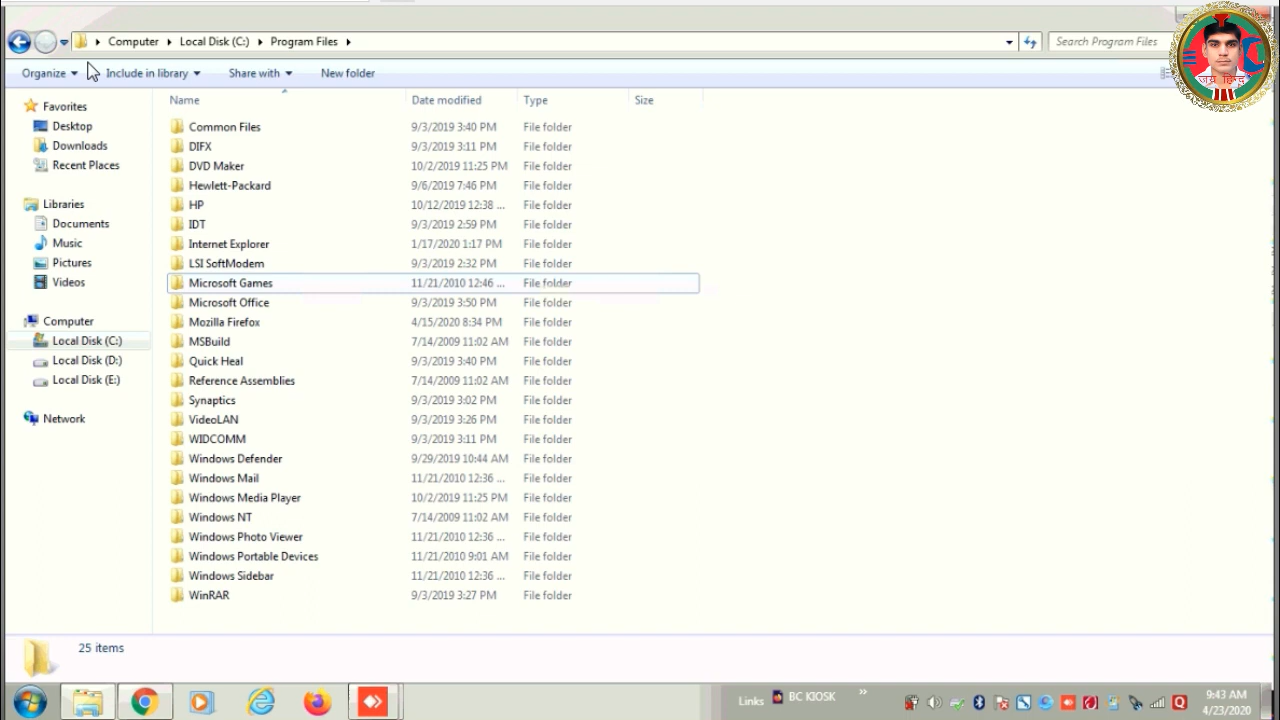 Computer ▸ Local Disk (C:) ▸ Program Files ▸
Search Program Files
Organize Include in library Share with New folder
Name Date modified Type Size
Favorites
Desktop
Downloads
Recent Places
Libraries
Documents
Music
Pictures
Videos
Computer
Local Disk (C:)
Local Disk (D:)
Local Disk (E:)
Network
Common Files 9/3/2019 3:40 PM File folder
DIFX 9/3/2019 3:11 PM File folder
DVD Maker 10/2/2019 11:25 PM File folder
Hewlett-Packard 9/6/2019 7:46 PM File folder
HP 10/12/2019 12:38 ... File folder
IDT 9/3/2019 2:59 PM File folder
Internet Explorer 1/17/2020 1:17 PM File folder
LSI SoftModem 9/3/2019 2:32 PM File folder
Microsoft Games 11/21/2010 12:46 ... File folder
Microsoft Office 9/3/2019 3:50 PM File folder
Mozilla Firefox 4/15/2020 8:34 PM File folder
MSBuild 7/14/2009 11:02 AM File folder
Quick Heal 9/3/2019 3:40 PM File folder
Reference Assemblies 7/14/2009 11:02 AM File folder
Synaptics 9/3/2019 3:02 PM File folder
VideoLAN 9/3/2019 3:26 PM File folder
WIDCOMM 9/3/2019 3:11 PM File folder
Windows Defender 9/29/2019 10:44 AM File folder
Windows Mail 11/21/2010 12:36 ... File folder
Windows Media Player 10/2/2019 11:25 PM File folder
Windows NT 7/14/2009 11:02 AM File folder
Windows Photo Viewer 11/21/2010 12:36 ... File folder
Windows Portable Devices 11/21/2010 9:01 AM File folder
Windows Sidebar 11/21/2010 12:36 ... File folder
WinRAR 9/3/2019 3:27 PM File folder
25 items
Links BC KIOSK »
9:43 AM
4/23/2020
जय हिन्द